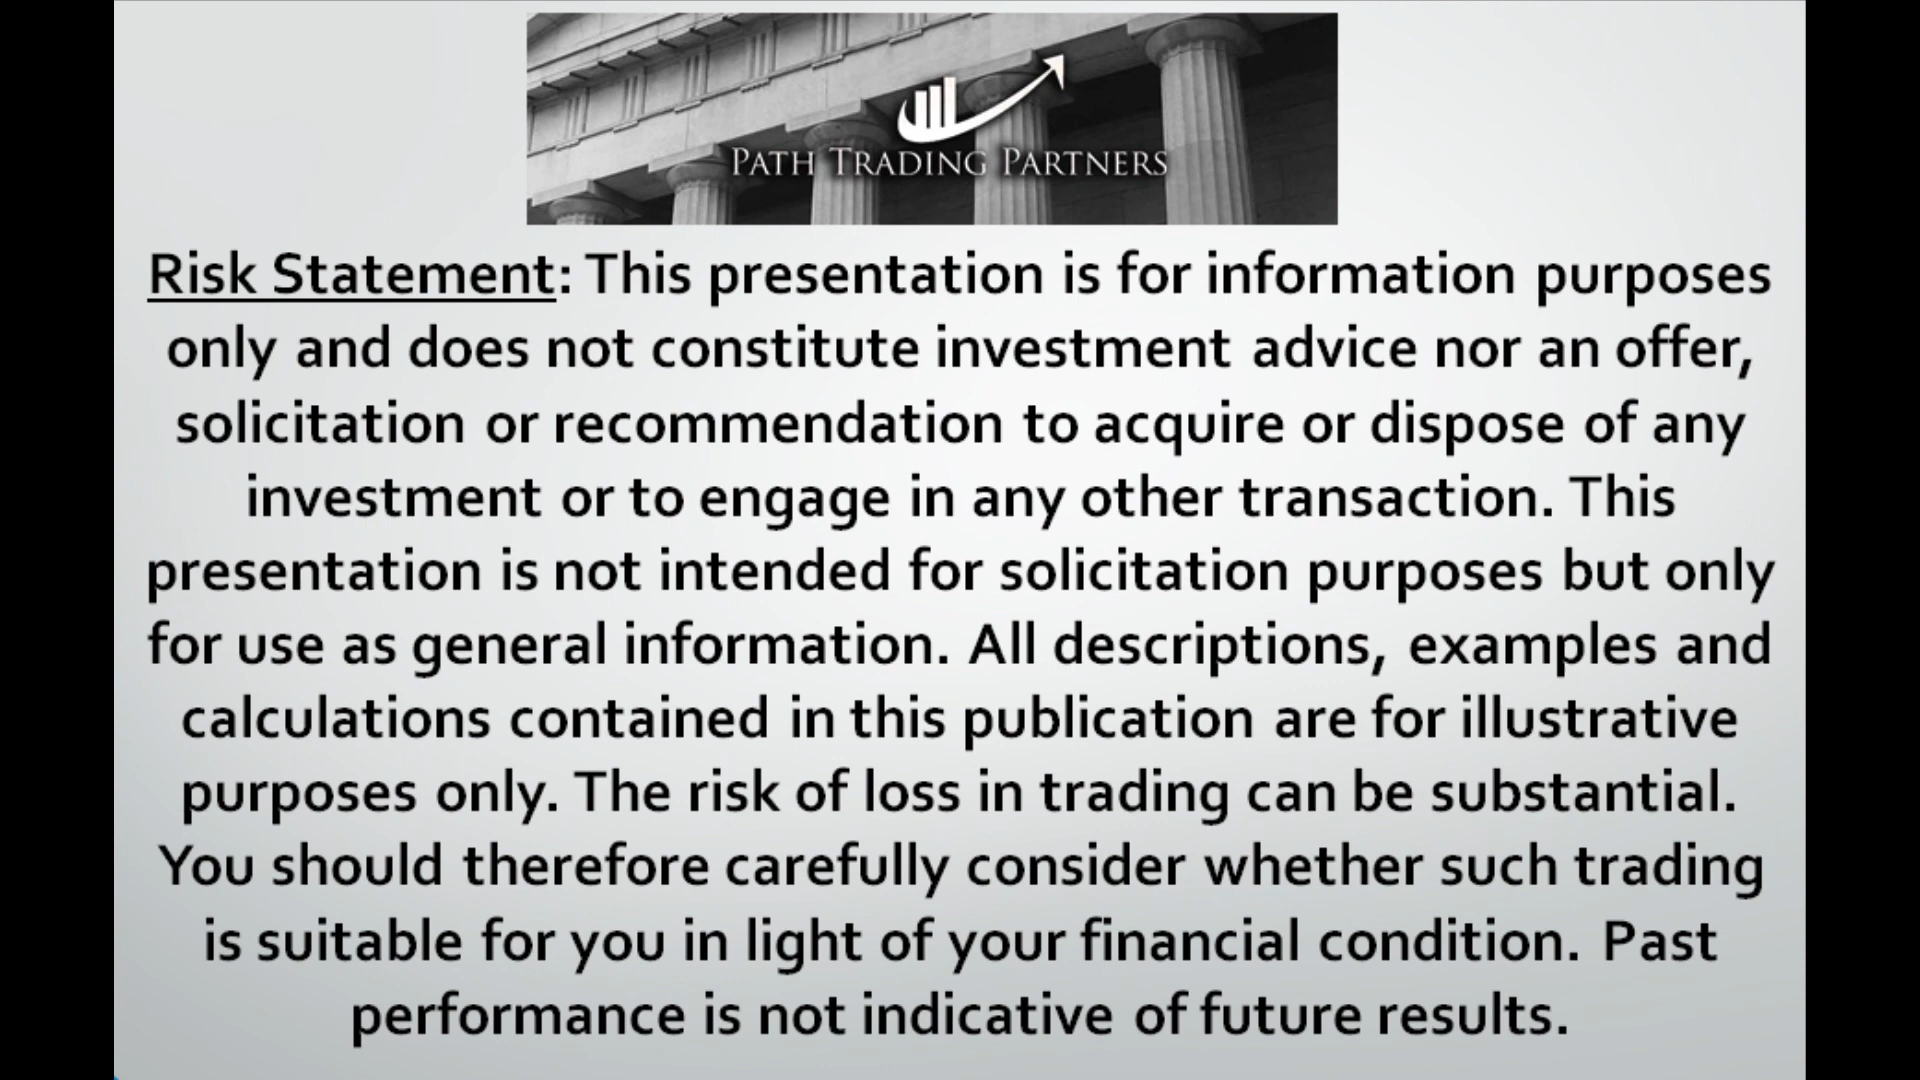 PATH TRADING PARTNERS
Risk Statement: This presentation is for information purposes
only and does not constitute investment advice nor an offer,
solicitation or recommendation to acquire or dispose of any
investment or to engage in any other transaction. This
presentation is not intended for solicitation purposes but only
for use as general information. All descriptions, examples and
calculations contained in this publication are for illustrative
purposes only. The risk of loss in trading can be substantial.
You should therefore carefully consider whether such trading
is suitable for you in light of your financial condition. Past
performance is not indicative of future results.